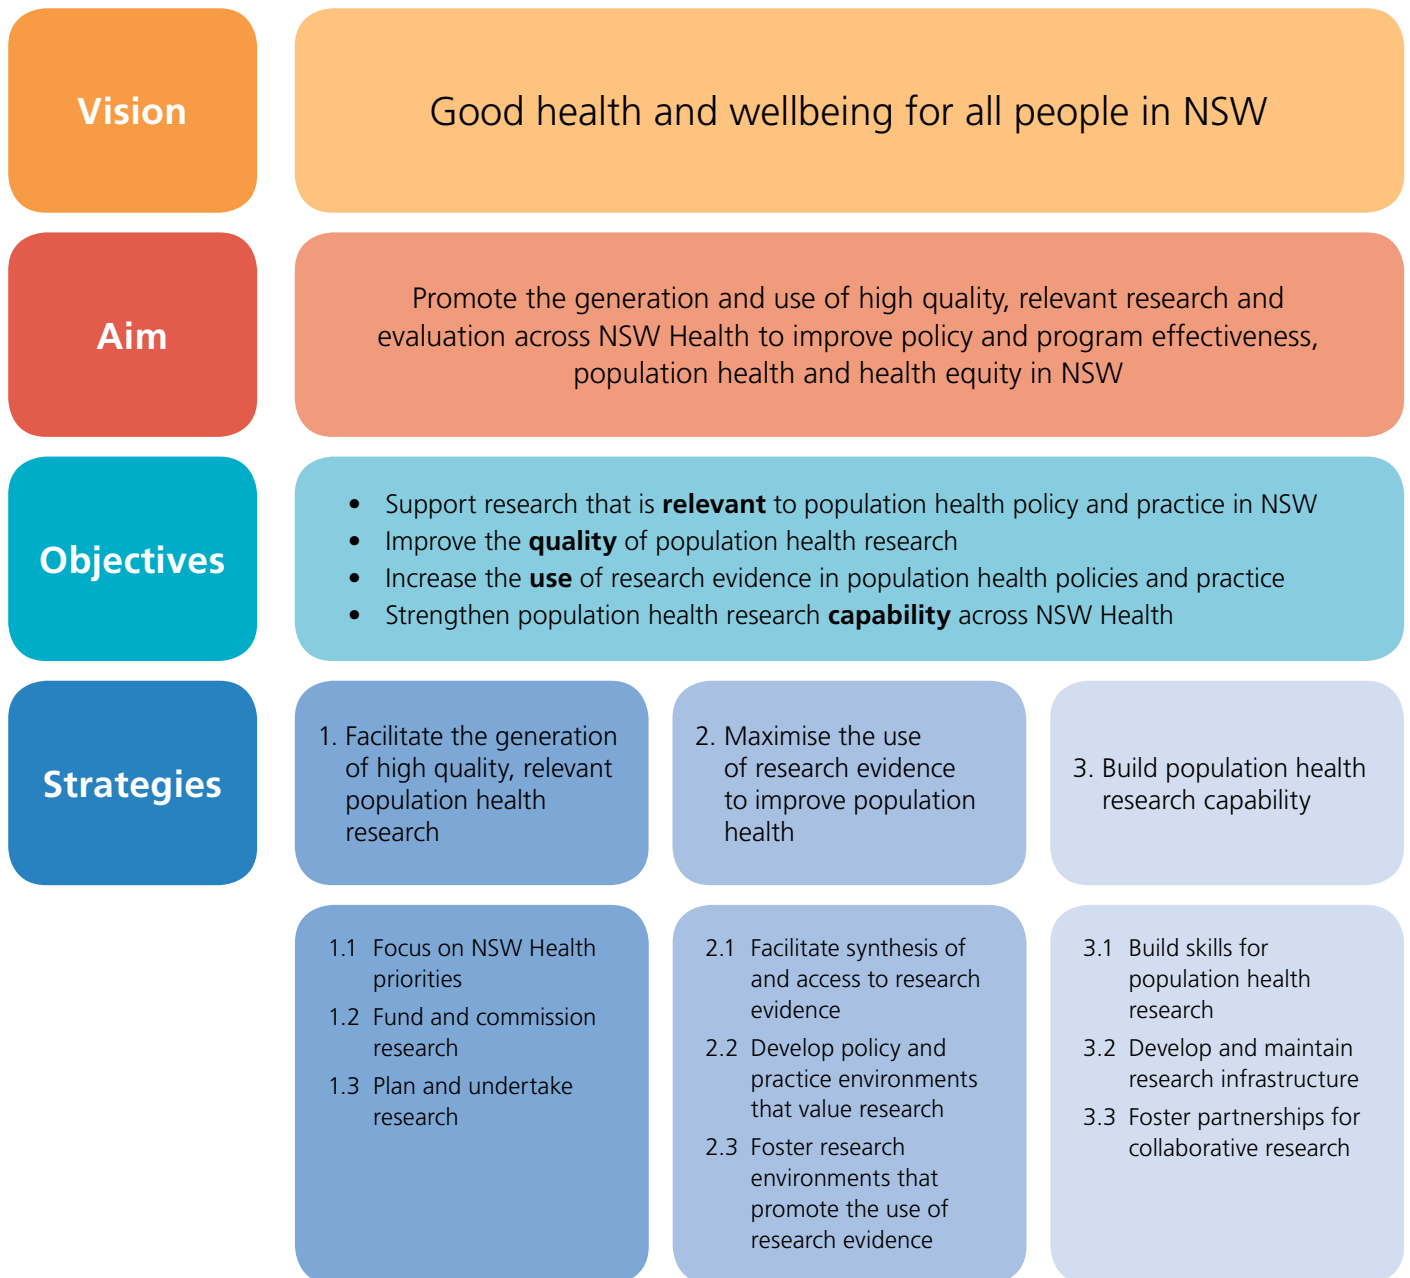 Vision
Good health and wellbeing for all people in NSW
Aim
Promote the generation and use of high quality, relevant research and
evaluation across NSW Health to improve policy and program effectiveness,
population health and health equity in NSW
Objectives
• Support research that is relevant to population health policy and practice in NSW
• Improve the quality of population health research
• Increase the use of research evidence in population health policies and practice
• Strengthen population health research capability across NSW Health
Strategies
1. Facilitate the generation
of high quality, relevant
population health
research
2. Maximise the use
of research evidence
to improve population
health
3. Build population health
research capability
1.1 Focus on NSW Health
priorities
1.2 Fund and commission
research
1.3 Plan and undertake
research
2.1 Facilitate synthesis of
and access to research
evidence
2.2 Develop policy and
practice environments
that value research
2.3 Foster research
environments that
promote the use of
research evidence
3.1 Build skills for
population health
research
3.2 Develop and maintain
research infrastructure
3.3 Foster partnerships for
collaborative research